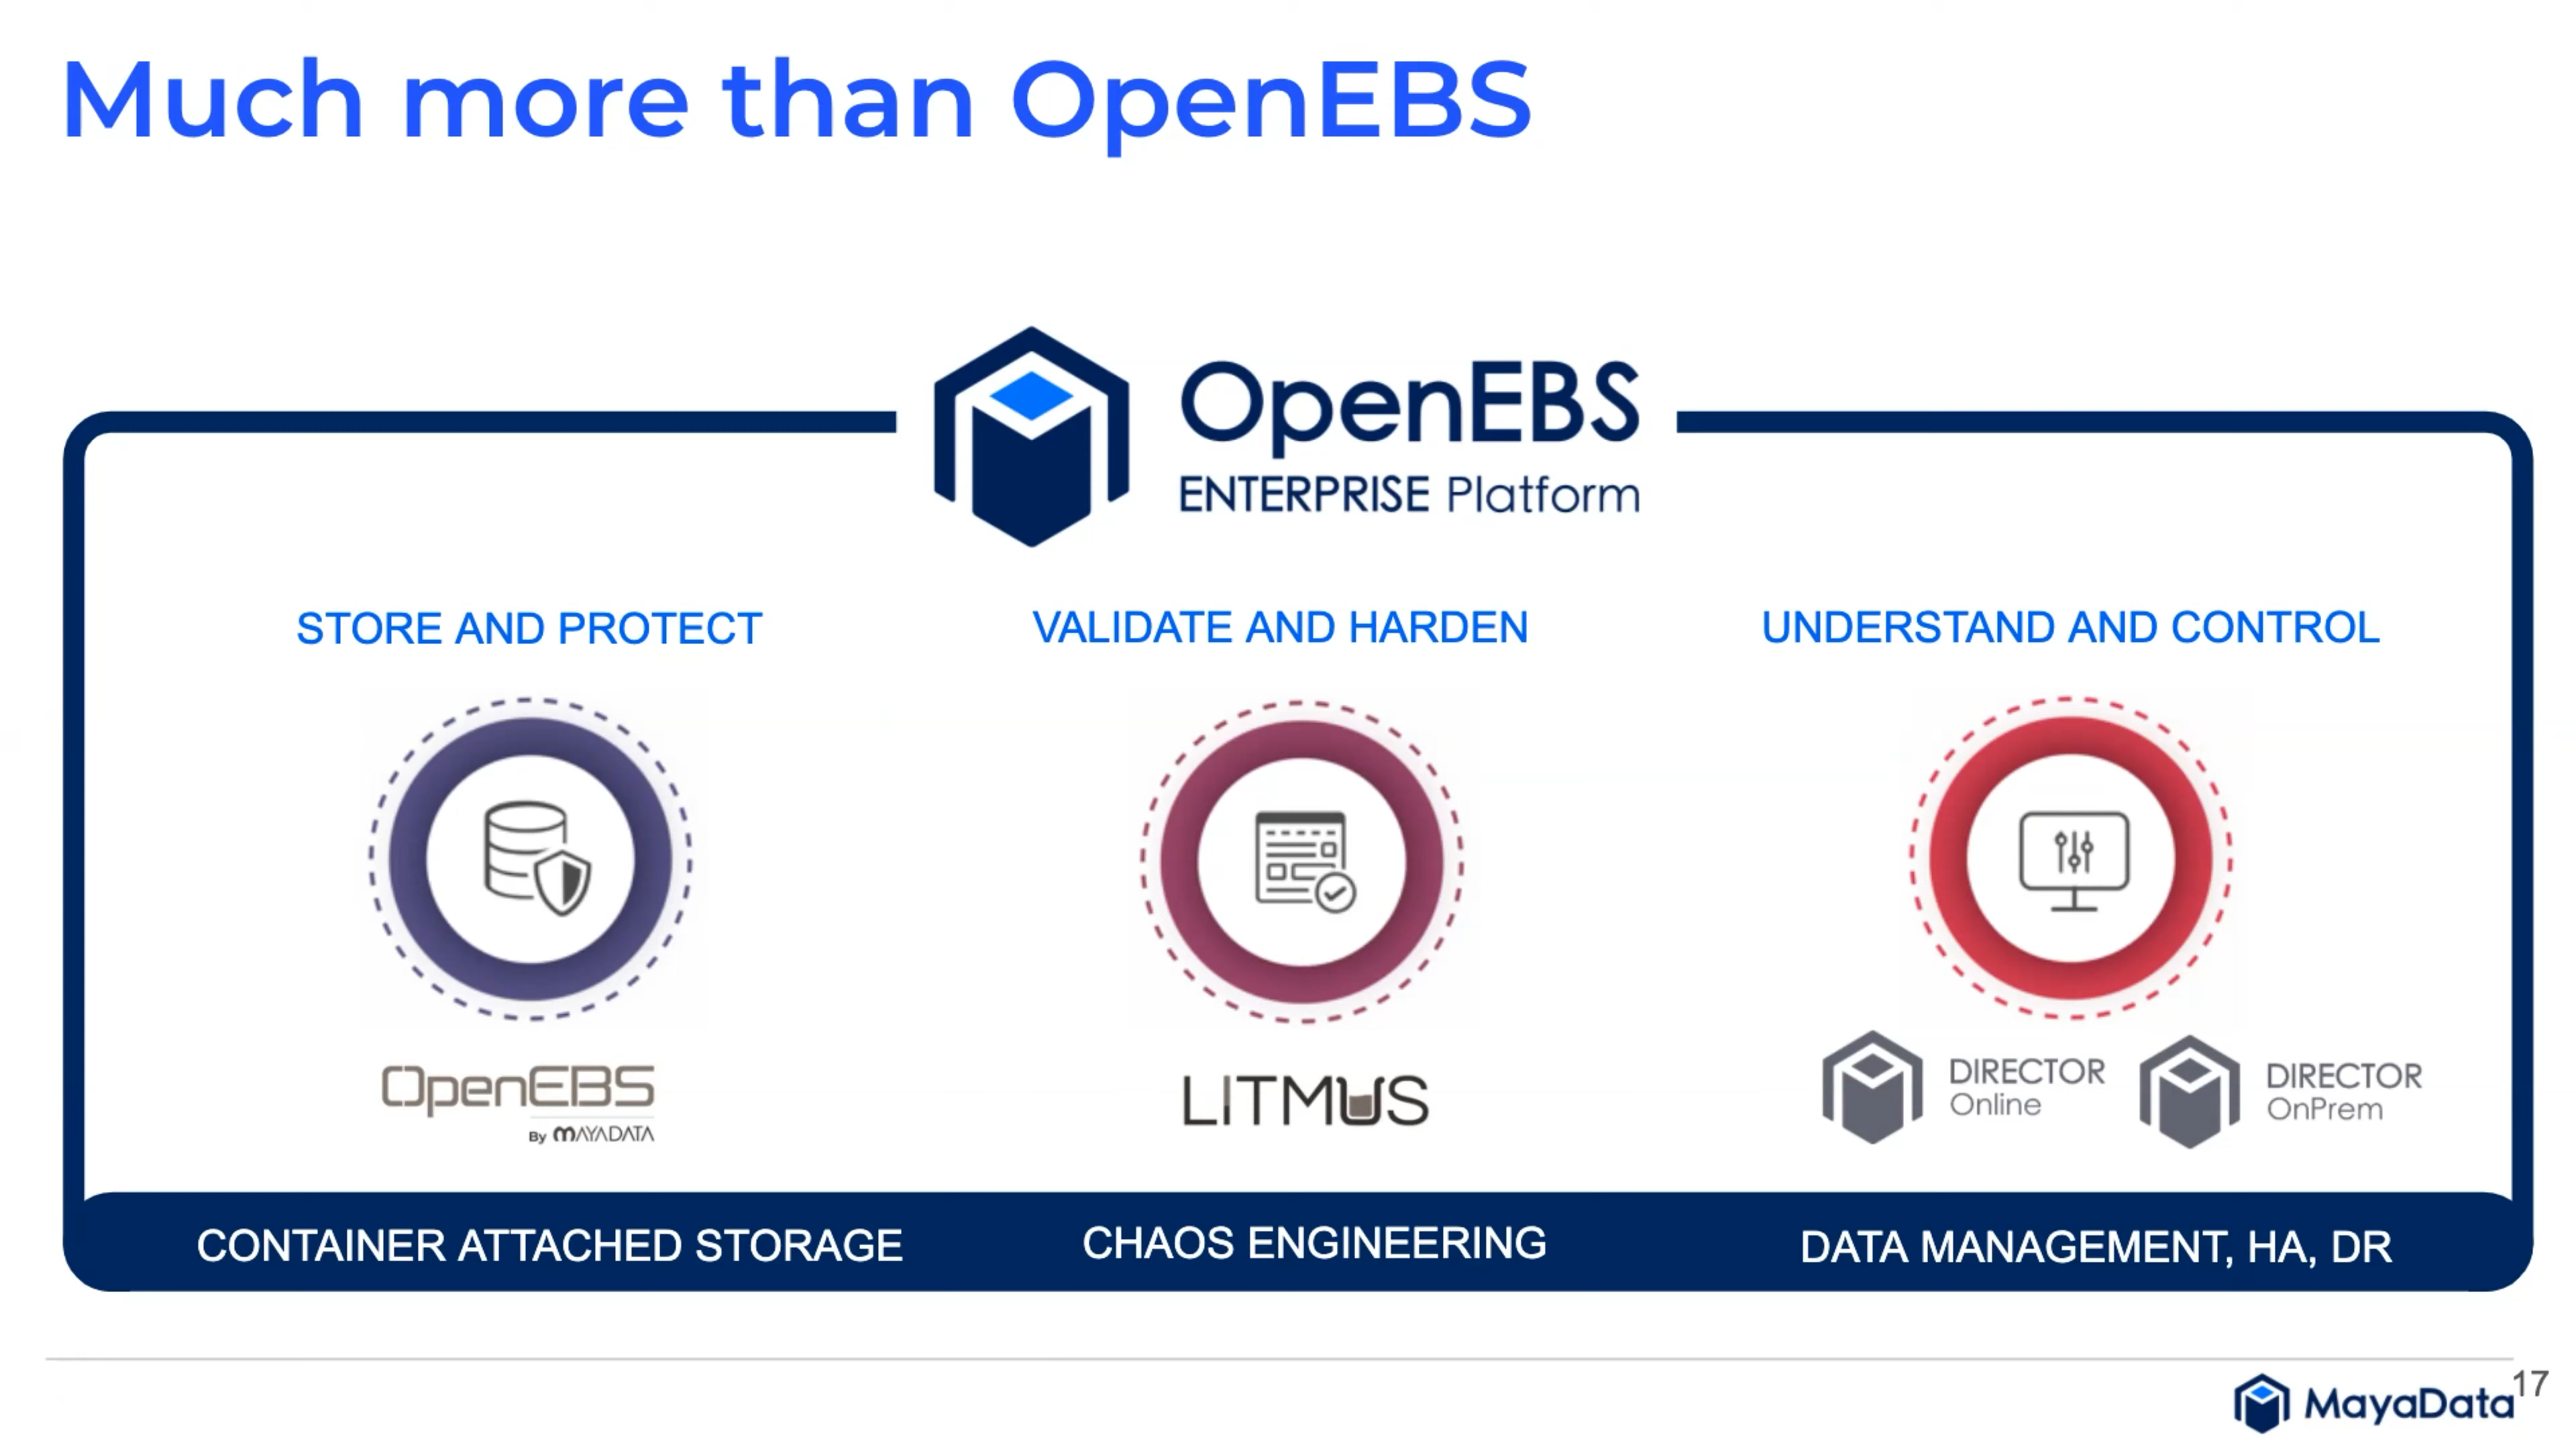 Much more than OpenEBS
OpenEBS
ENTERPRISE Platform
STORE AND PROTECT
VALIDATE AND HARDEN
UNDERSTAND AND CONTROL
OpenEBS
By MAYADATA
LITMUS
DIRECTOR
Online
DIRECTOR
OnPrem
CONTAINER ATTACHED STORAGE
CHAOS ENGINEERING
DATA MANAGEMENT, HA, DR
MayaData
17